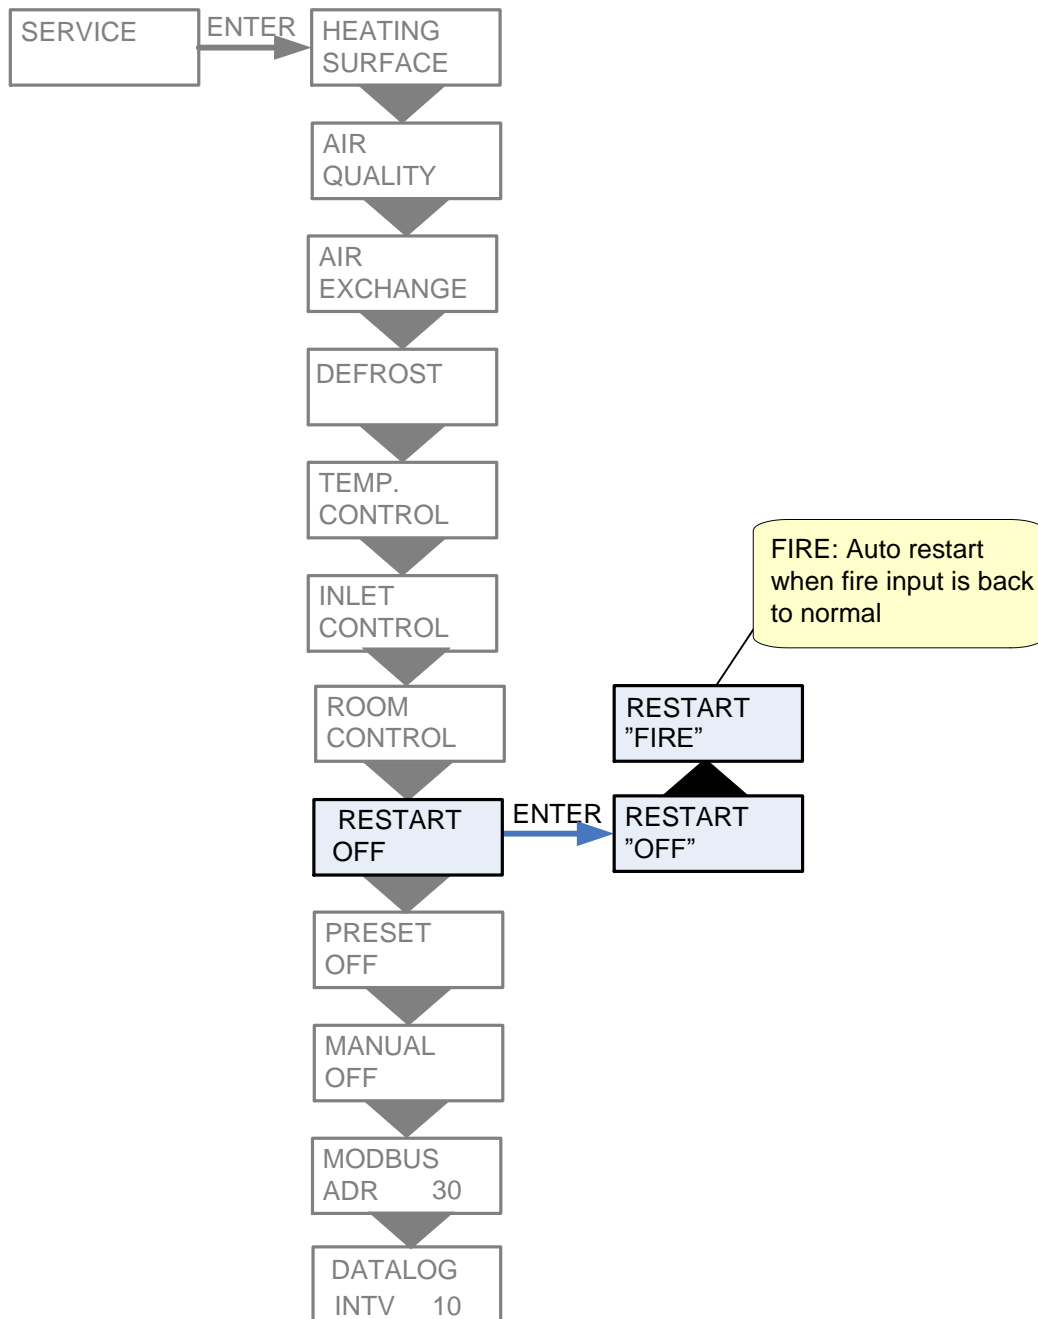 SERVICE
ENTER
HEATING
SURFACE
AIR
QUALITY
AIR
EXCHANGE
DEFROST
TEMP.
CONTROL
INLET
CONTROL
FIRE: Auto restart
when fire input is back
to normal
ROOM
CONTROL
RESTART
”FIRE”
RESTART
OFF
ENTER
RESTART
”OFF”
PRESET
OFF
MANUAL
OFF
MODBUS
ADR 30
DATALOG
INTV 10